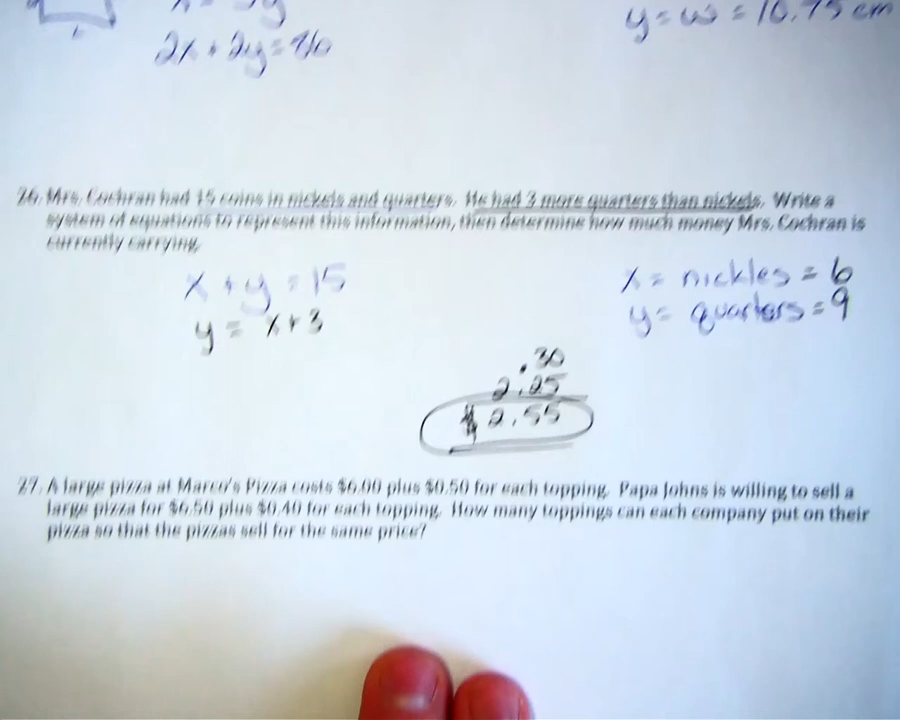 y = w = 10.75 cm
2x + 2y = 86
26. Mrs. Cochran had 15 coins in nickels and quarters. He had 3 more quarters than nickels. Write a
system of equations to represent this information, then determine how much money Mrs. Cochran is
currently carrying.
x + y = 15
x = nickles = 6
y = x + 3
y = quarters = 9
.30
2.25
$ 2.55
27. A large pizza at Marco's Pizza costs $6.00 plus $0.50 for each topping. Papa Johns is willing to sell a
large pizza for $6.50 plus $0.40 for each topping. How many toppings can each company put on their
pizza so that the pizzas sell for the same price?